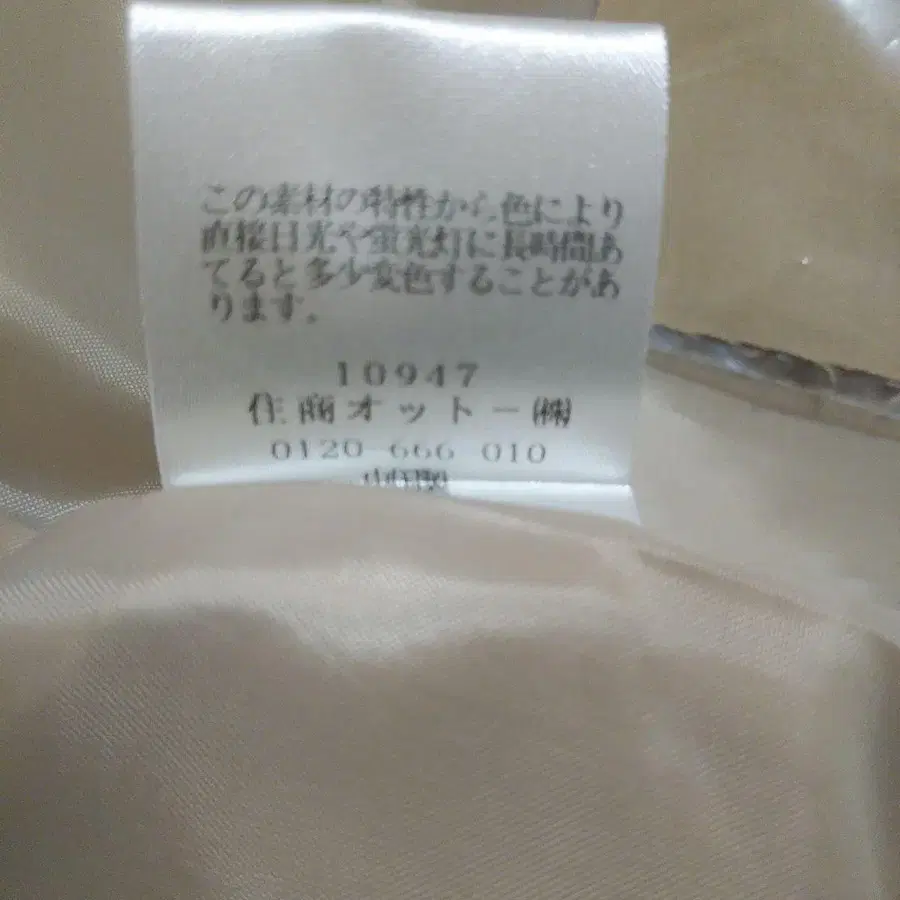 この素材の特性から色により
直接日光や蛍光灯に長時間あ
てると多少変色することがあ
ります。
10947
住商オットー㈱
0120-666 010